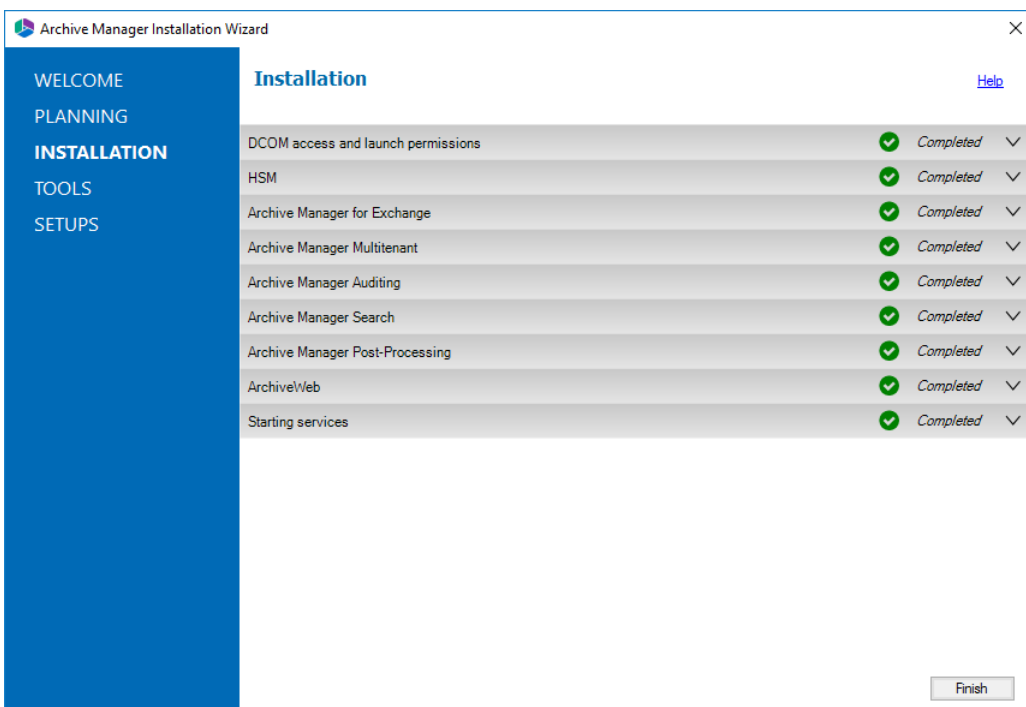 Archive Manager Installation Wizard
WELCOME
PLANNING
INSTALLATION
TOOLS
SETUPS
Installation
Help
DCOM access and launch permissions Completed
HSM Completed
Archive Manager for Exchange Completed
Archive Manager Multitenant Completed
Archive Manager Auditing Completed
Archive Manager Search Completed
Archive Manager Post-Processing Completed
ArchiveWeb Completed
Starting services Completed
Finish